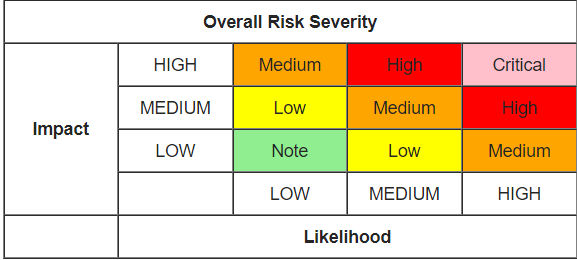 Overall Risk Severity
HIGH Medium High Critical
MEDIUM Low Medium High
Impact
LOW Note Low Medium
LOW MEDIUM HIGH
Likelihood